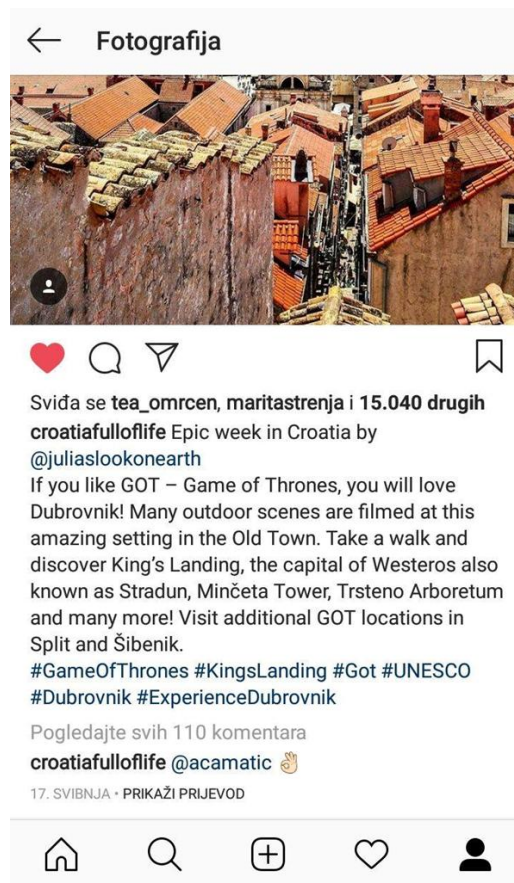 Fotografija
Sviđa se tea_omrcen, maritastrenja i 15.040 drugih
croatiafulloflife Epic week in Croatia by
@juliaslookonearth
If you like GOT – Game of Thrones, you will love
Dubrovnik! Many outdoor scenes are filmed at this
amazing setting in the Old Town. Take a walk and
discover King's Landing, the capital of Westeros also
known as Stradun, Minčeta Tower, Trsteno Arboretum
and many more! Visit additional GOT locations in
Split and Šibenik.
#GameOfThrones #KingsLanding #Got #UNESCO
#Dubrovnik #ExperienceDubrovnik
Pogledajte svih 110 komentara
croatiafulloflife @acamatic 👌🏻
17. SVIBNJA • PRIKAŽI PRIJEVOD